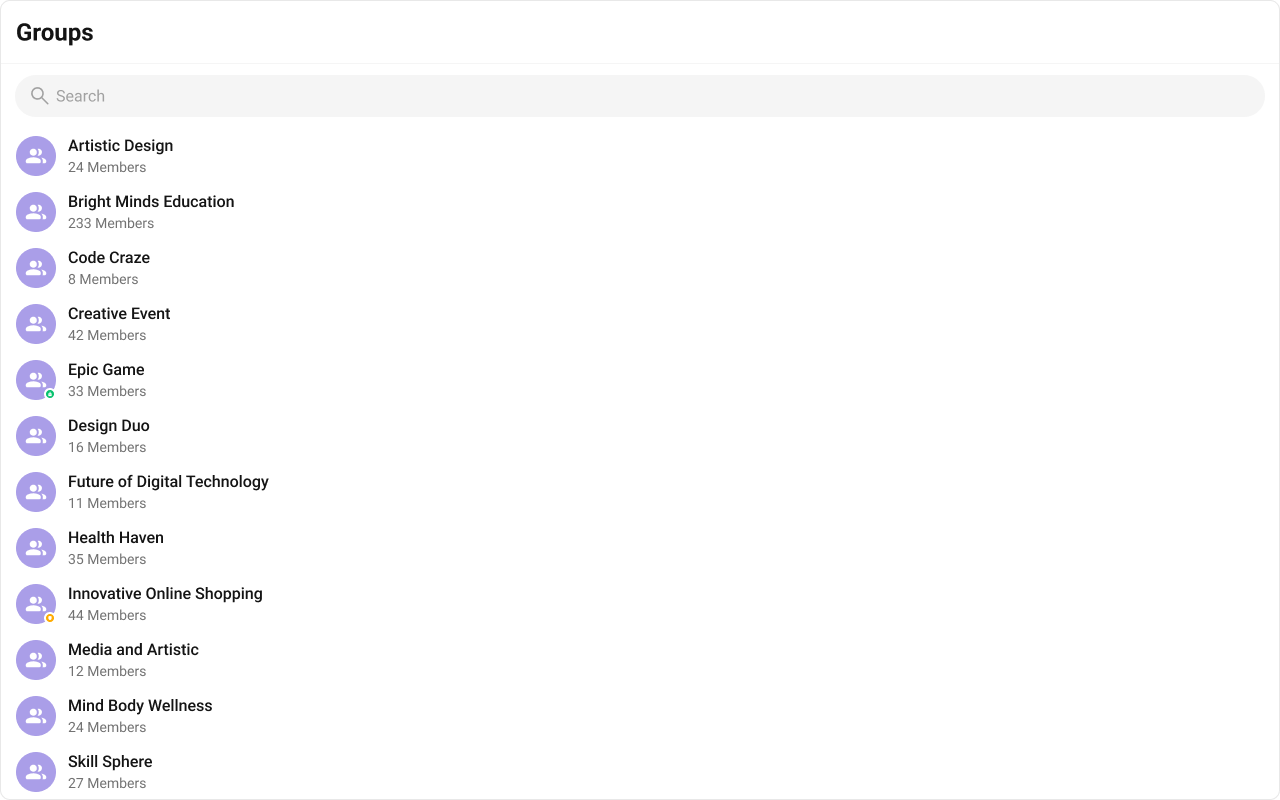 Groups
Search
Artistic Design
24 Members
Bright Minds Education
233 Members
Code Craze
8 Members
Creative Event
42 Members
Epic Game
33 Members
Design Duo
16 Members
Future of Digital Technology
11 Members
Health Haven
35 Members
Innovative Online Shopping
44 Members
Media and Artistic
12 Members
Mind Body Wellness
24 Members
Skill Sphere
27 Members